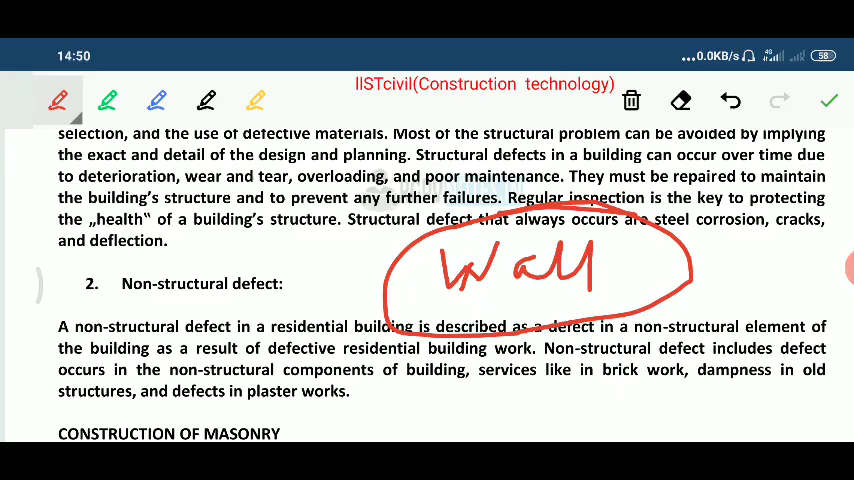 14:50 ...0.0KB/s 4G 58
IISTcivil(Construction technology)
selection, and the use of defective materials. Most of the structural problem can be avoided by implying
the exact and detail of the design and planning. Structural defects in a building can occur over time due
to deterioration, wear and tear, overloading, and poor maintenance. They must be repaired to maintain
the building's structure and to prevent any further failures. Regular inspection is the key to protecting
the „health‟ of a building's structure. Structural defect that always occurs are steel corrosion, cracks,
and deflection.
Wall
2. Non-structural defect:
A non-structural defect in a residential building is described as a defect in a non-structural element of
the building as a result of defective residential building work. Non-structural defect includes defect
occurs in the non-structural components of building, services like in brick work, dampness in old
structures, and defects in plaster works.
CONSTRUCTION OF MASONRY